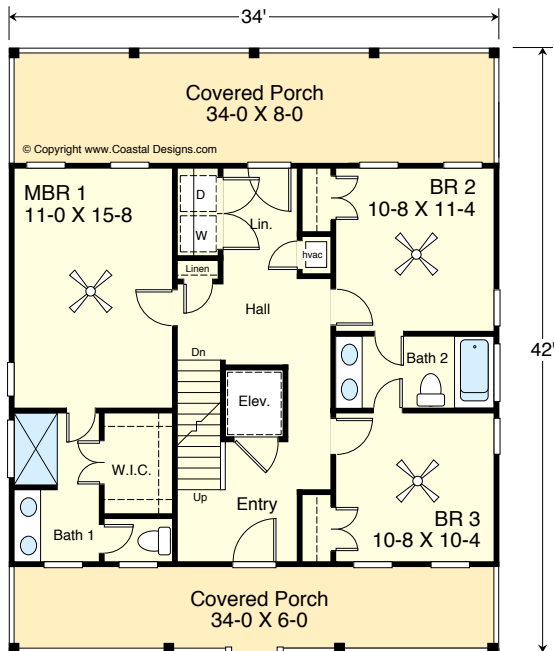 34'
Covered Porch
34-0 X 8-0
© Copyright www.Coastal Designs.com
MBR 1
11-0 X 15-8
D
W
Lin.
hvac
BR 2
10-8 X 11-4
Linen
Hall
42'
Dn
Elev.
Bath 2
W.I.C.
Up
Entry
Bath 1
BR 3
10-8 X 10-4
Covered Porch
34-0 X 6-0